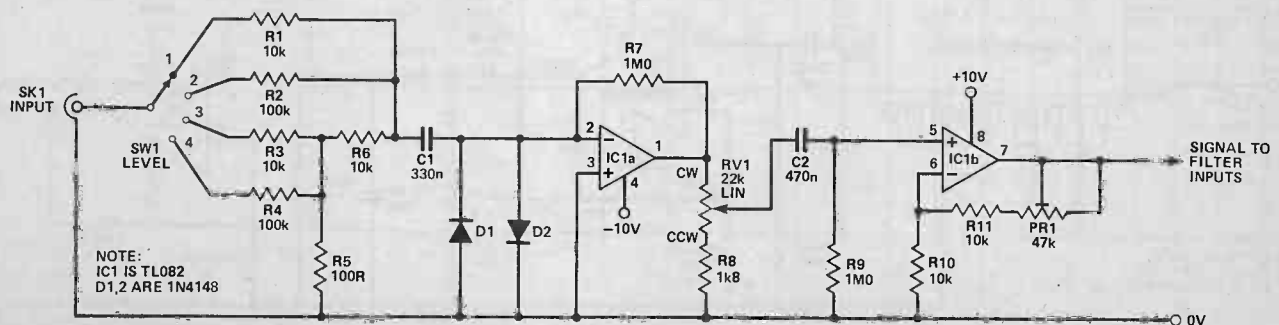 SK1
INPUT
1
2
3
4
SW1
LEVEL
R1
10k
R2
100k
R3
10k
R4
100k
R6
10k
R5
100R
C1
330n
D1
D2
R7
1M0
2
3
IC1a
1
4
−10V
CW
RV1
22k
LIN
CCW
R8
1k8
C2
470n
R9
1M0
+10V
5
6
8
IC1b
7
R11
10k
PR1
47k
R10
10k
SIGNAL TO
FILTER
INPUTS
0V
NOTE:
IC1 IS TL082
D1,2 ARE 1N4148